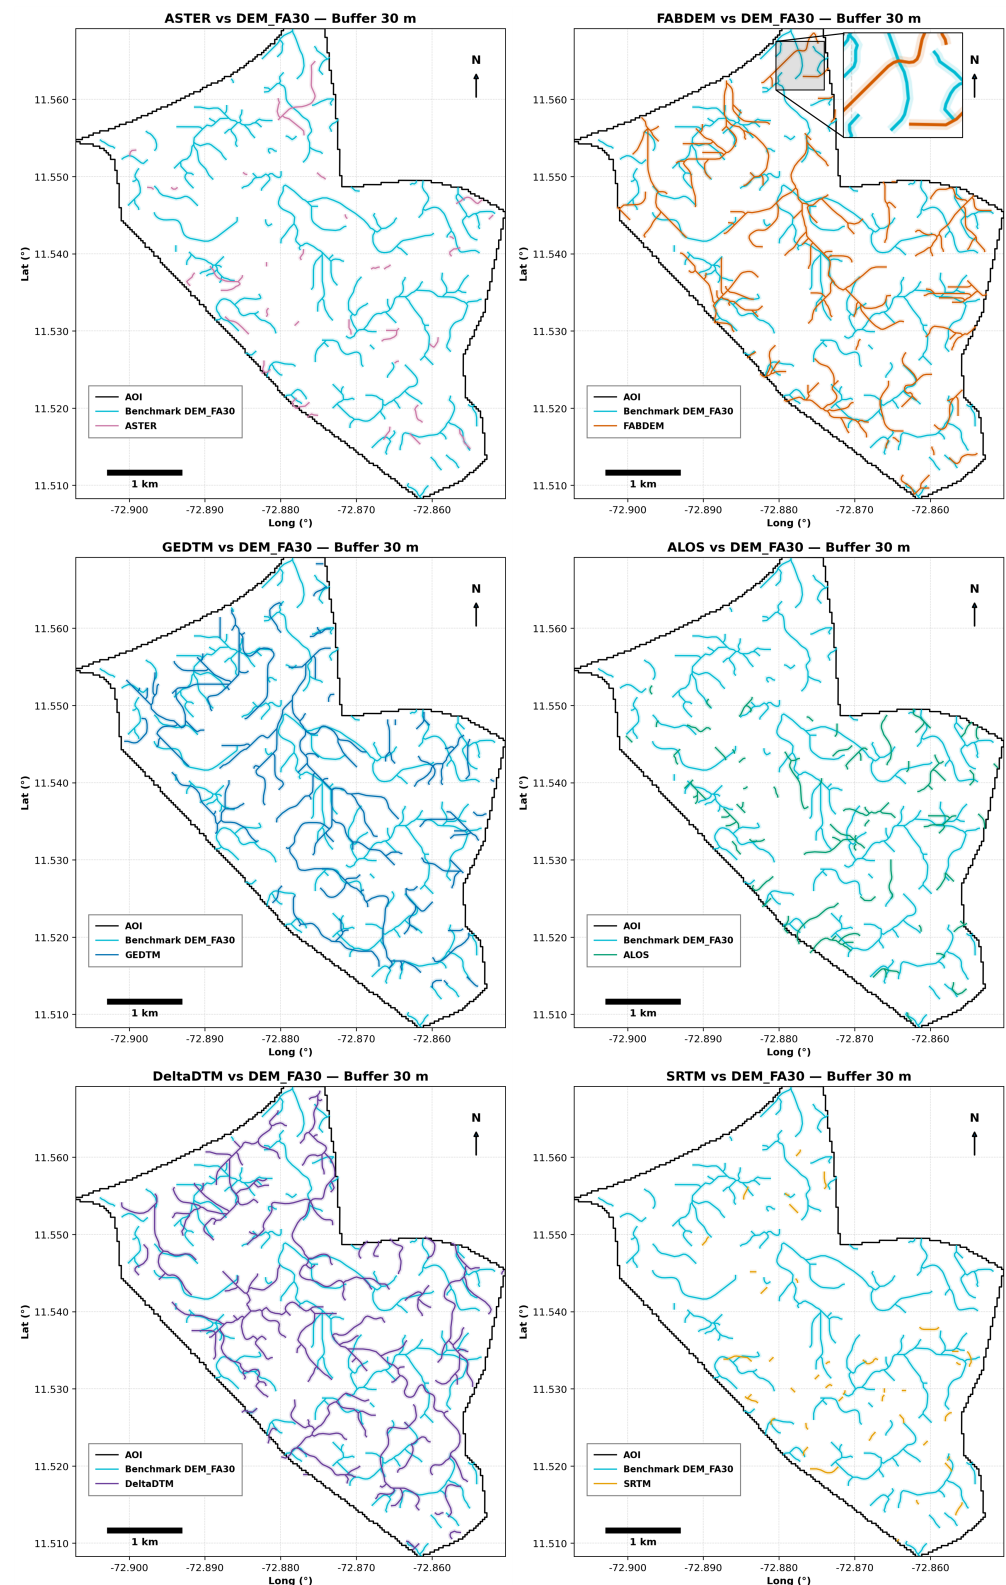 ASTER vs DEM_FA30 — Buffer 30 m
N
Lat (°)
11.560
11.550
11.540
11.530
11.520
11.510
AOI
Benchmark DEM_FA30
ASTER
1 km
-72.900 -72.890 -72.880 -72.870 -72.860
Long (°)
FABDEM vs DEM_FA30 — Buffer 30 m
N
Lat (°)
11.560
11.550
11.540
11.530
11.520
11.510
AOI
Benchmark DEM_FA30
FABDEM
1 km
-72.900 -72.890 -72.880 -72.870 -72.860
Long (°)
GEDTM vs DEM_FA30 — Buffer 30 m
N
Lat (°)
11.560
11.550
11.540
11.530
11.520
11.510
AOI
Benchmark DEM_FA30
GEDTM
1 km
-72.900 -72.890 -72.880 -72.870 -72.860
Long (°)
ALOS vs DEM_FA30 — Buffer 30 m
N
Lat (°)
11.560
11.550
11.540
11.530
11.520
11.510
AOI
Benchmark DEM_FA30
ALOS
1 km
-72.900 -72.890 -72.880 -72.870 -72.860
Long (°)
DeltaDTM vs DEM_FA30 — Buffer 30 m
N
Lat (°)
11.560
11.550
11.540
11.530
11.520
11.510
AOI
Benchmark DEM_FA30
DeltaDTM
1 km
-72.900 -72.890 -72.880 -72.870 -72.860
Long (°)
SRTM vs DEM_FA30 — Buffer 30 m
N
Lat (°)
11.560
11.550
11.540
11.530
11.520
11.510
AOI
Benchmark DEM_FA30
SRTM
1 km
-72.900 -72.890 -72.880 -72.870 -72.860
Long (°)